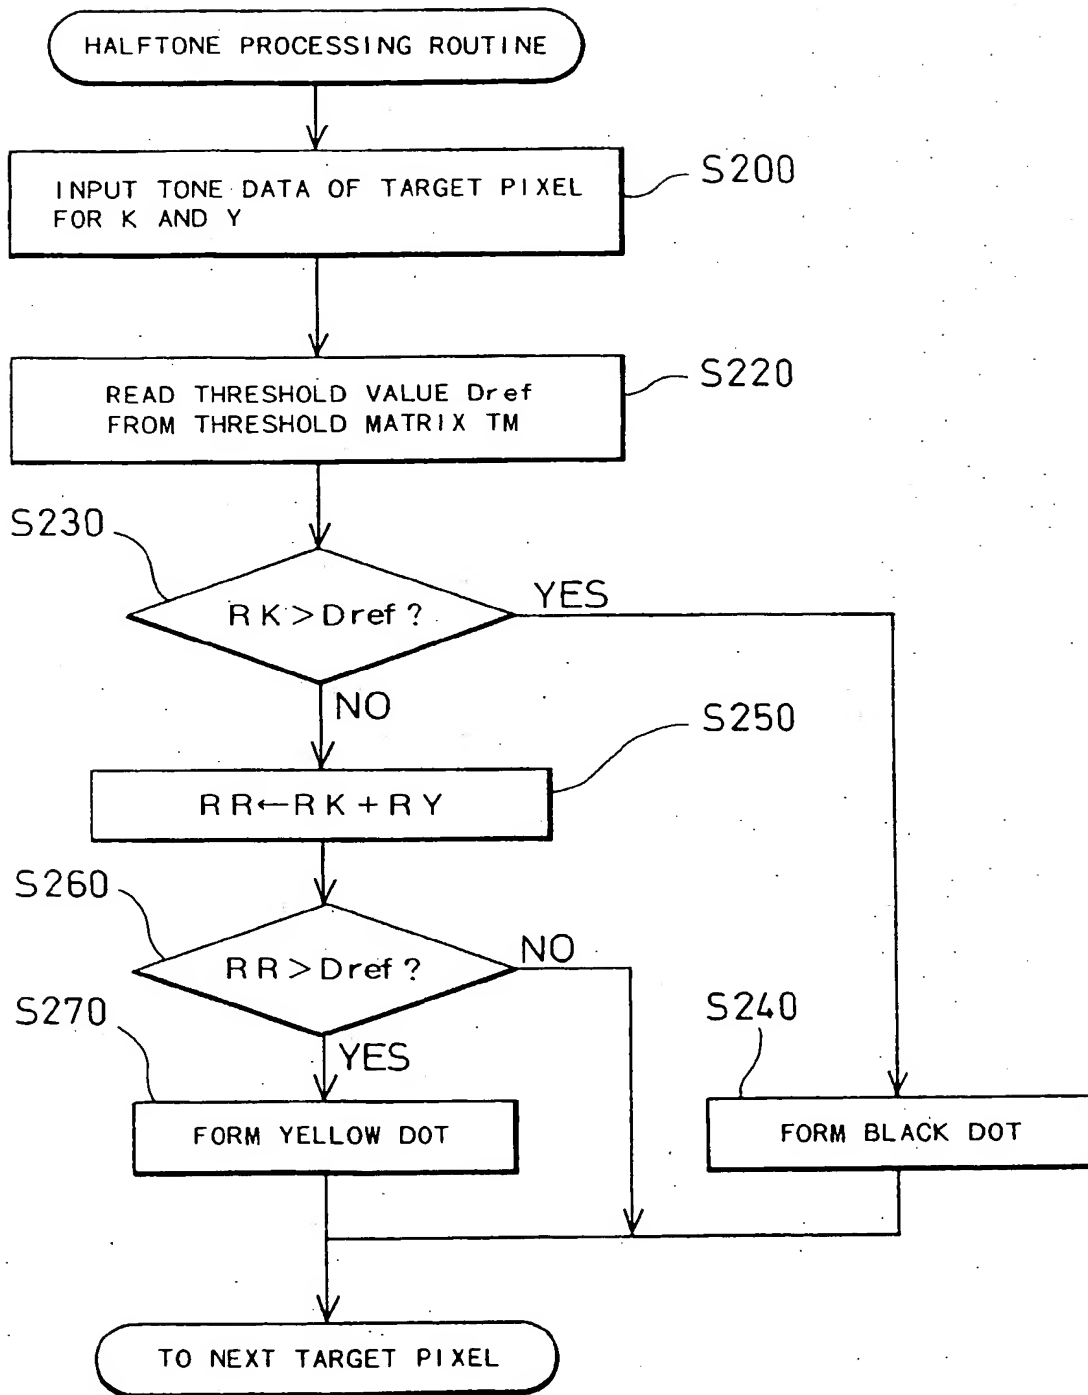 HALFTONE PROCESSING ROUTINE
INPUT TONE DATA OF TARGET PIXEL
FOR K AND Y
S200
READ THRESHOLD VALUE Dref
FROM THRESHOLD MATRIX TM
S220
S230
RK>Dref?
YES
NO
S250
RR←RK+RY
S260
RR>Dref?
NO
S270
YES
S240
FORM YELLOW DOT
FORM BLACK DOT
TO NEXT TARGET PIXEL